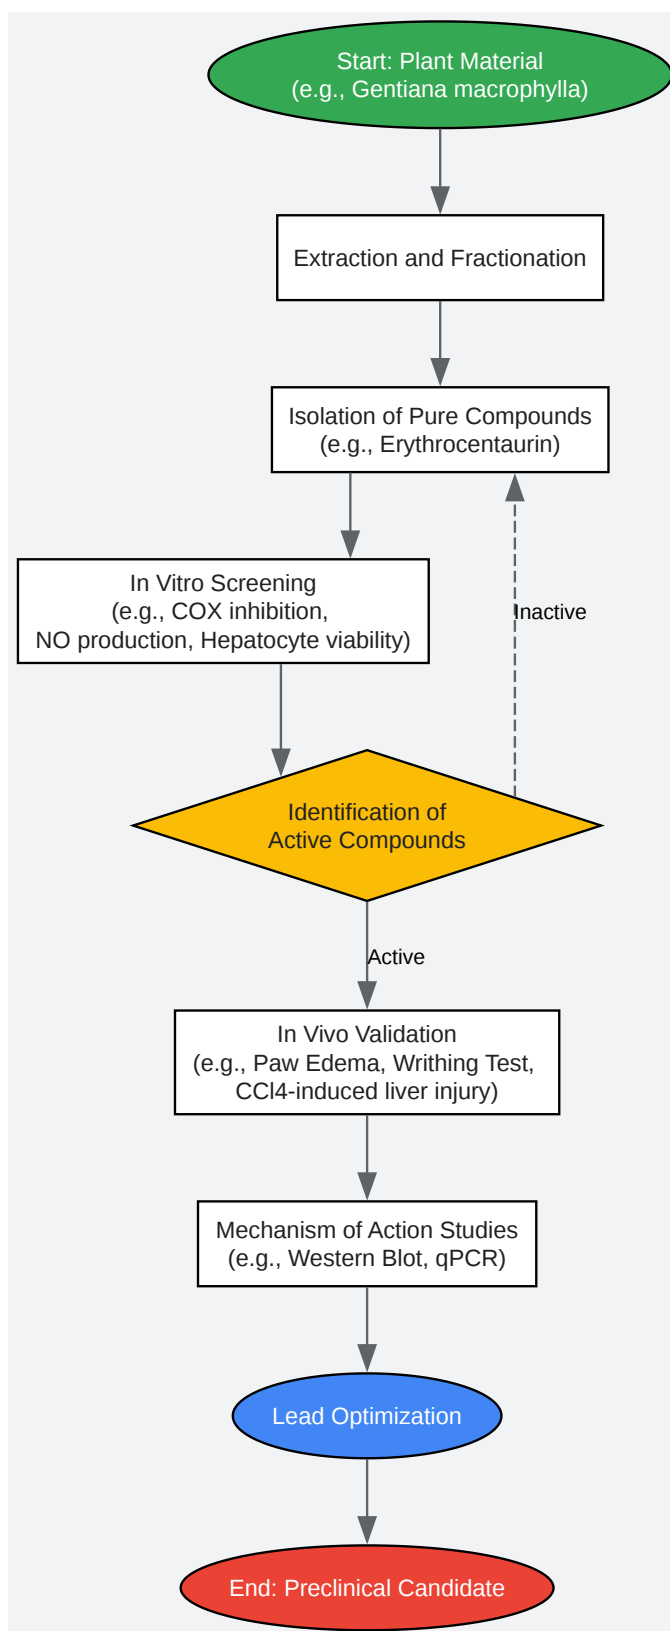 Start: Plant Material
(e.g., Gentiana macrophylla)
Extraction and Fractionation
Isolation of Pure Compounds
(e.g., Erythrocentaurin)
In Vitro Screening
(e.g., COX inhibition,
NO production, Hepatocyte viability)
Inactive
Identification of
Active Compounds
Active
In Vivo Validation
(e.g., Paw Edema, Writhing Test,
CCl4-induced liver injury)
Mechanism of Action Studies
(e.g., Western Blot, qPCR)
Lead Optimization
End: Preclinical Candidate